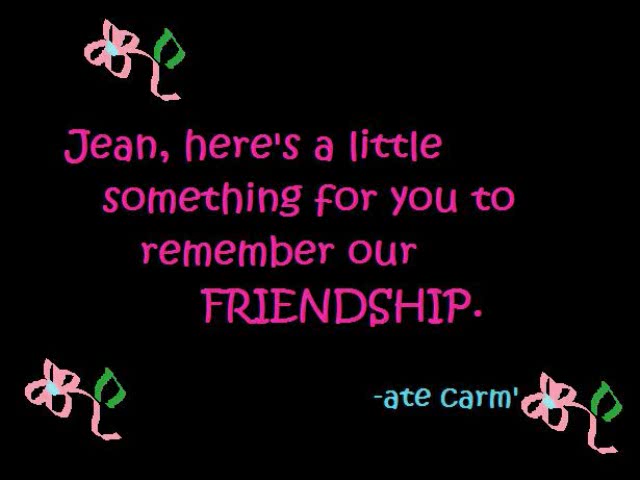 Jean, here's a little
something for you to
remember our
FRIENDSHIP.
-ate Carm'